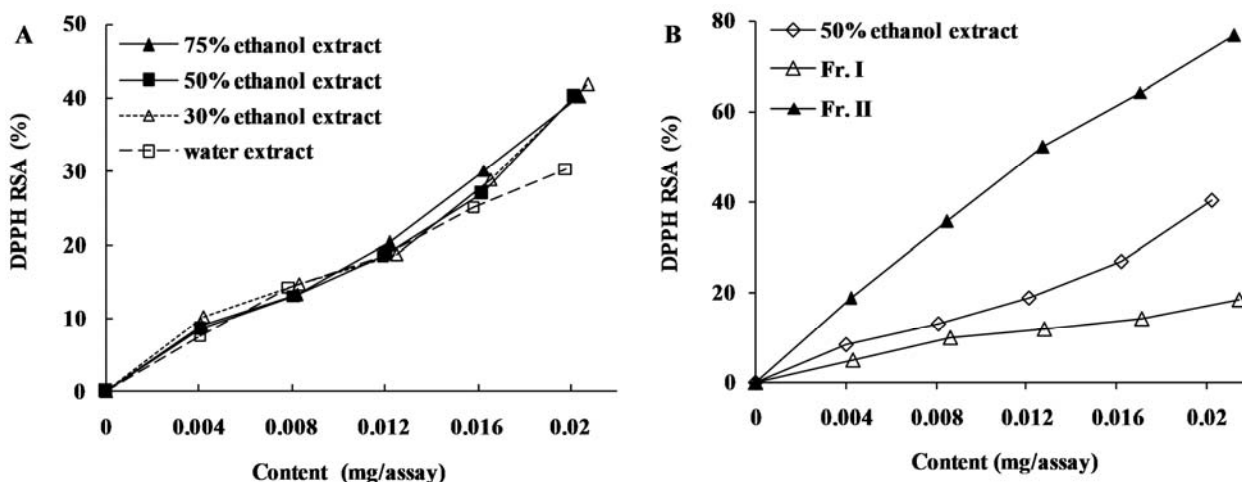 A
DPPH RSA (%)
50
40
30
20
10
0
75% ethanol extract
50% ethanol extract
30% ethanol extract
water extract
0 0.004 0.008 0.012 0.016 0.02
Content (mg/assay)
B
DPPH RSA (%)
80
60
40
20
0
50% ethanol extract
Fr. I
Fr. II
0 0.004 0.008 0.012 0.016 0.02
Content (mg/assay)